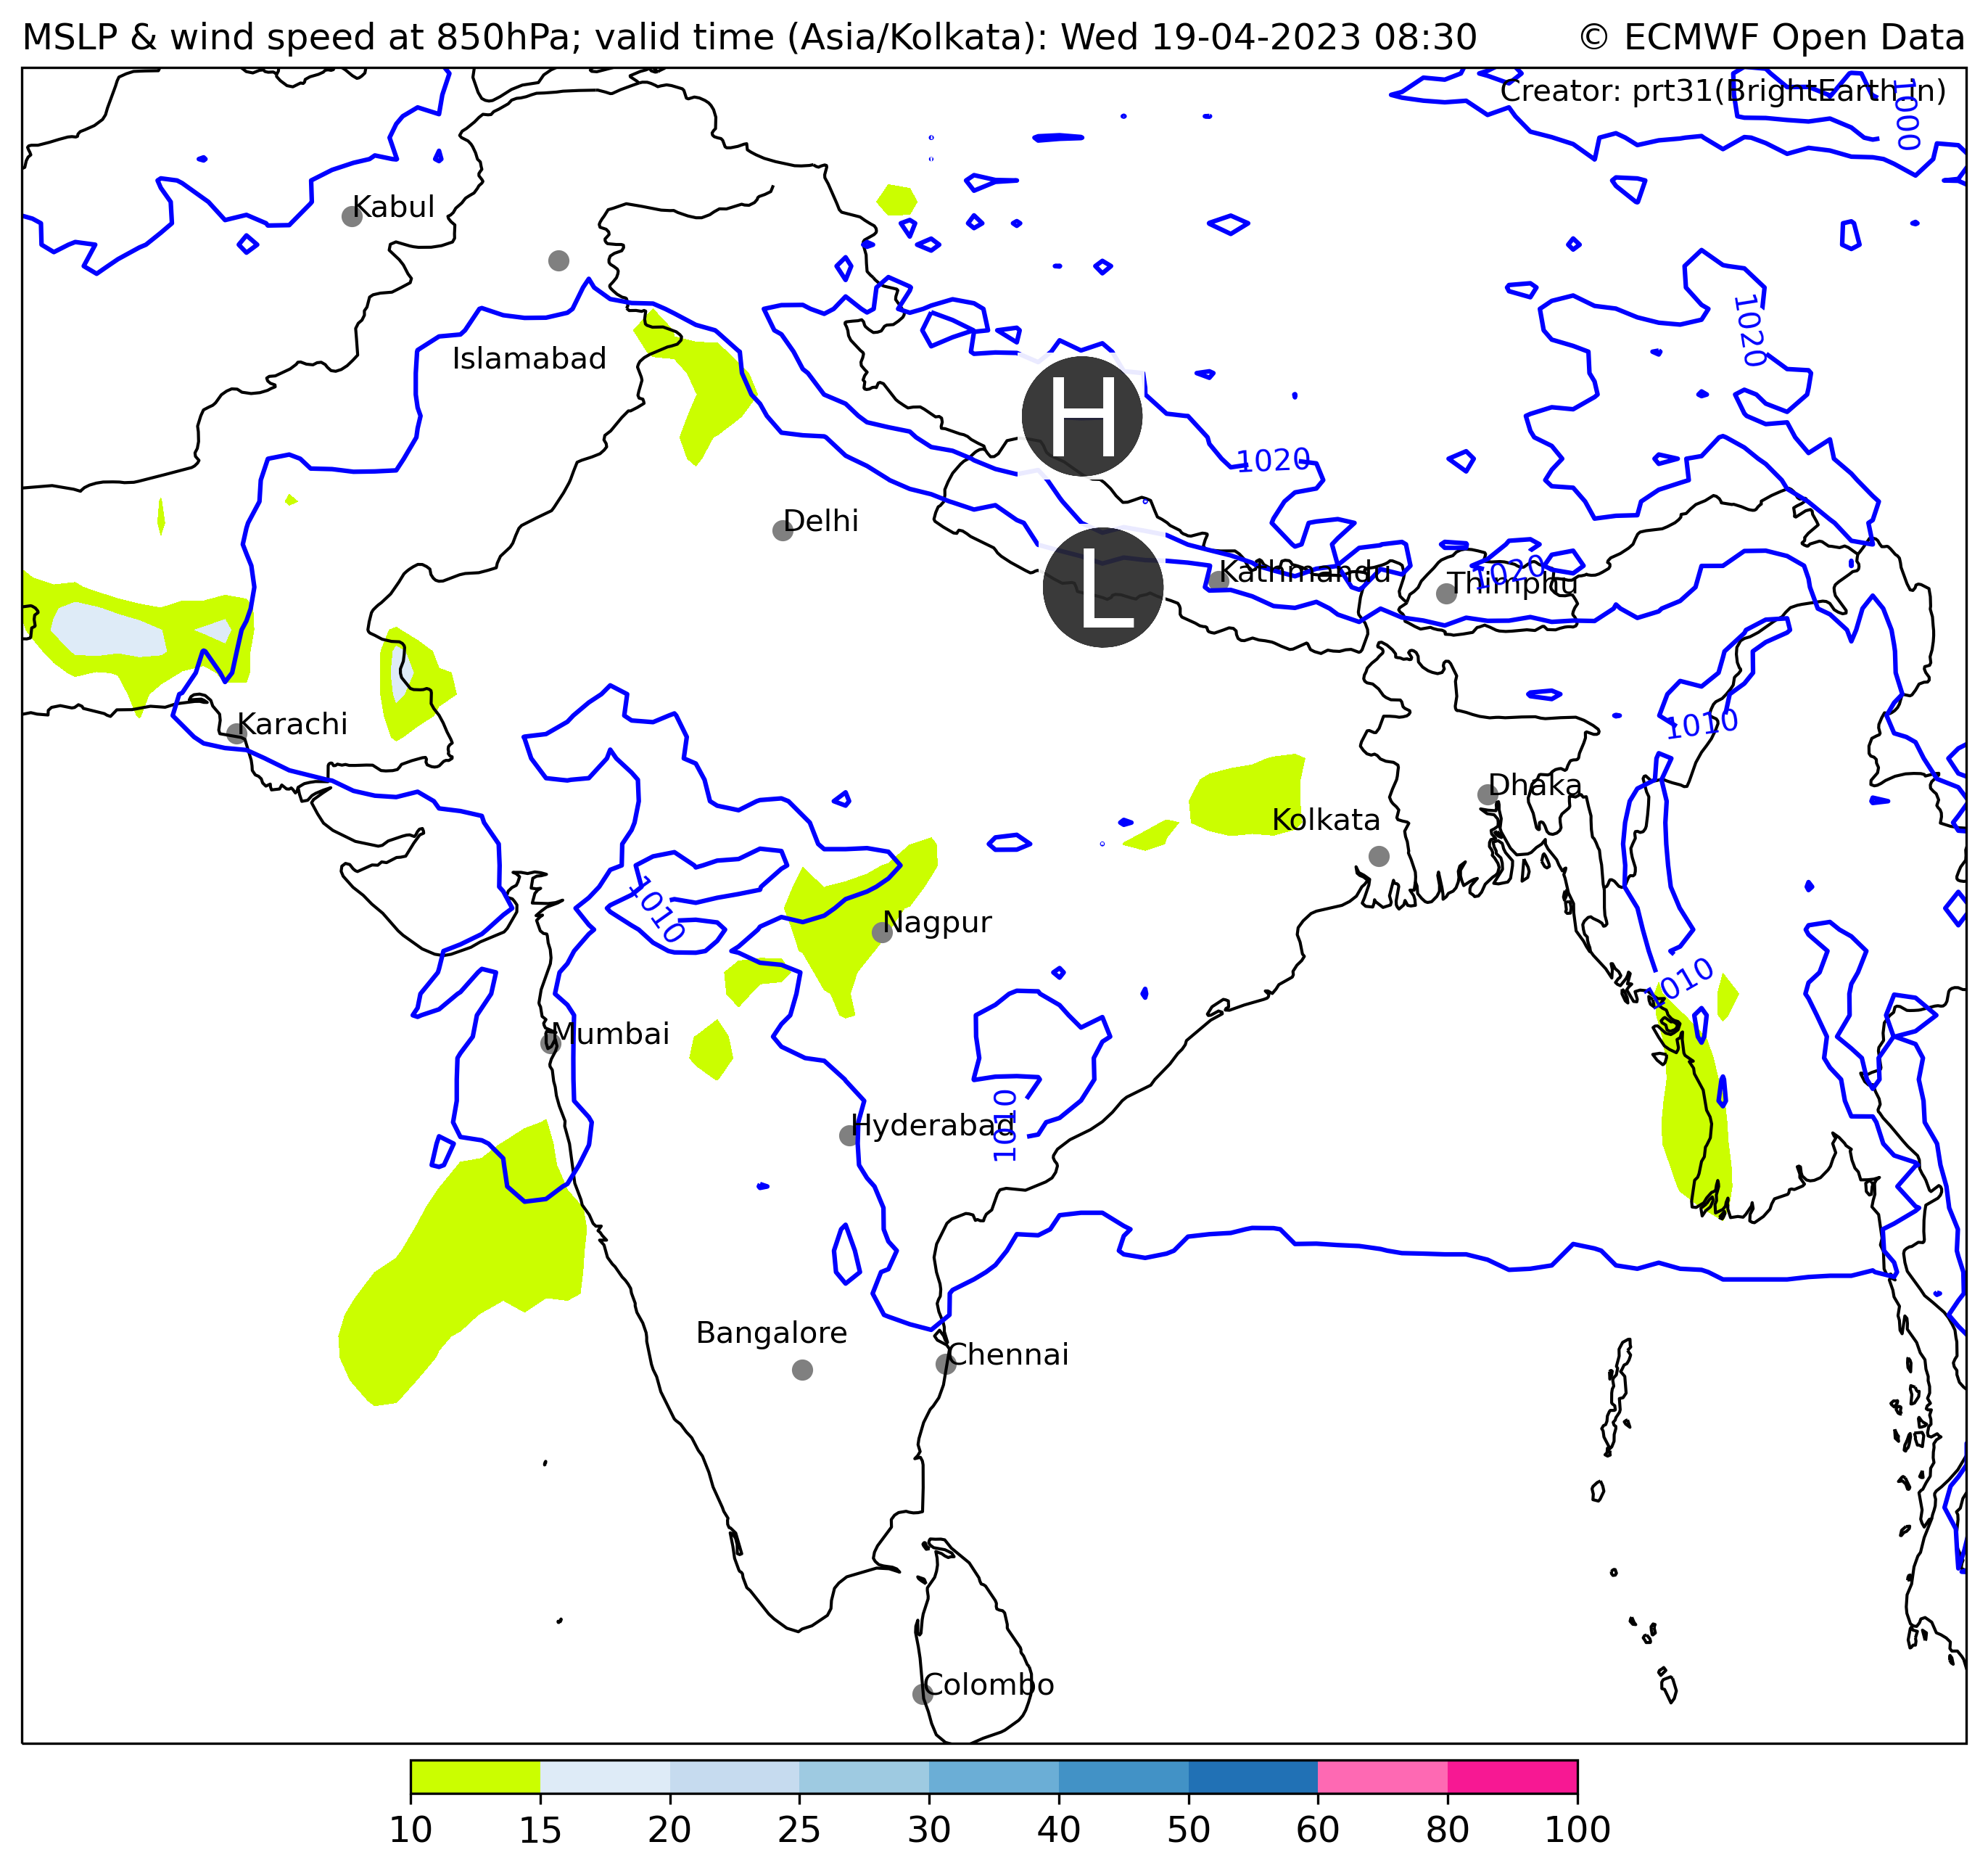 MSLP & wind speed at 850hPa; valid time (Asia/Kolkata): Wed 19-04-2023 08:30
© ECMWF Open Data
Creator: prt31(BrightEarth.in)
1000
Kabul
1020
Islamabad
H
1020
Delhi
L
Kathmandu
1020
Thimphu
Karachi
1010
Dhaka
Kolkata
1010
Nagpur
1010
Mumbai
Hyderabad
1010
Bangalore
Chennai
Colombo
10 15 20 25 30 40 50 60 80 100